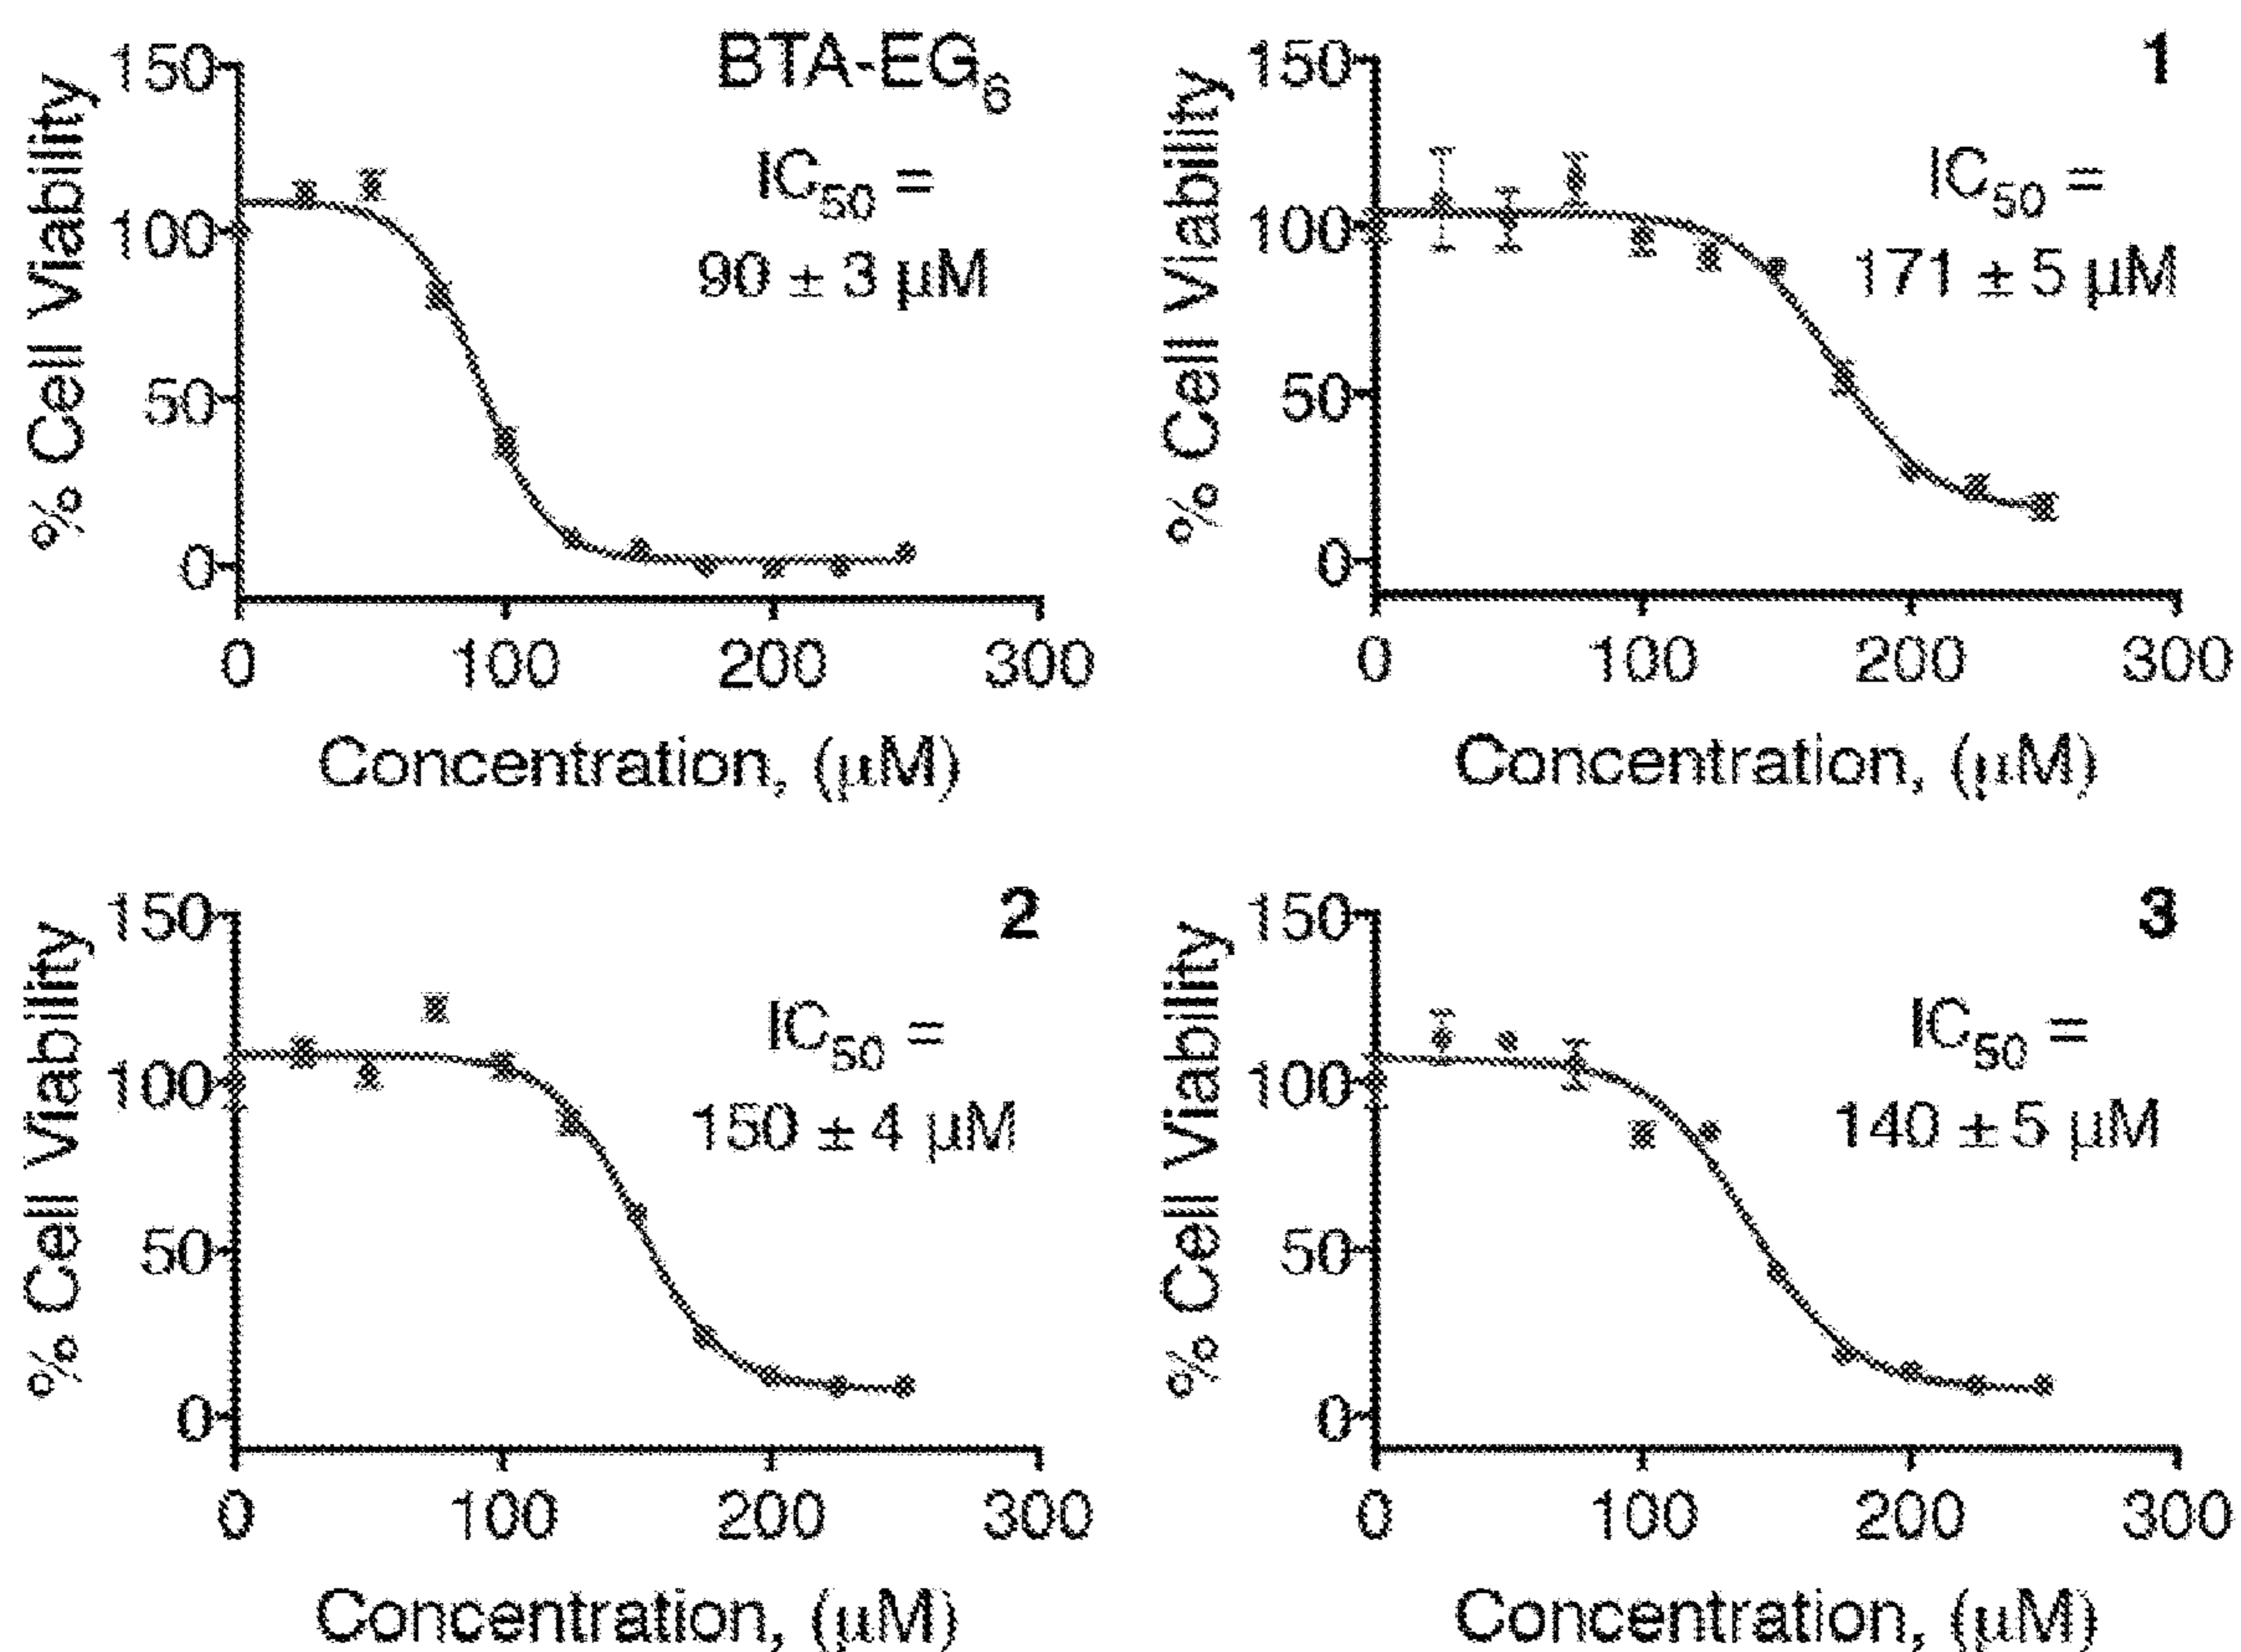 BTA-EG6
IC50 =
90 ± 3 μM
% Cell Viability
150
100
50
0
0 100 200 300
Concentration, (μM)
1
IC50 =
171 ± 5 μM
% Cell Viability
150
100
50
0
0 100 200 300
Concentration, (μM)
2
IC50 =
150 ± 4 μM
% Cell Viability
150
100
50
0
0 100 200 300
Concentration, (μM)
3
IC50 =
140 ± 5 μM
% Cell Viability
150
100
50
0
0 100 200 300
Concentration, (μM)